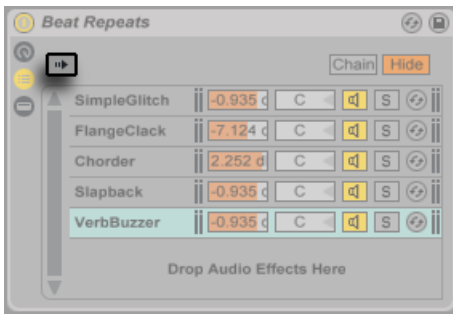 Beat Repeats
Chain Hide
SimpleGlitch -0.935 d C S
FlangeClack -7.124 d C S
Chorder 2.252 d C S
Slapback -0.935 d C S
VerbBuzzer -0.935 d C S
Drop Audio Effects Here